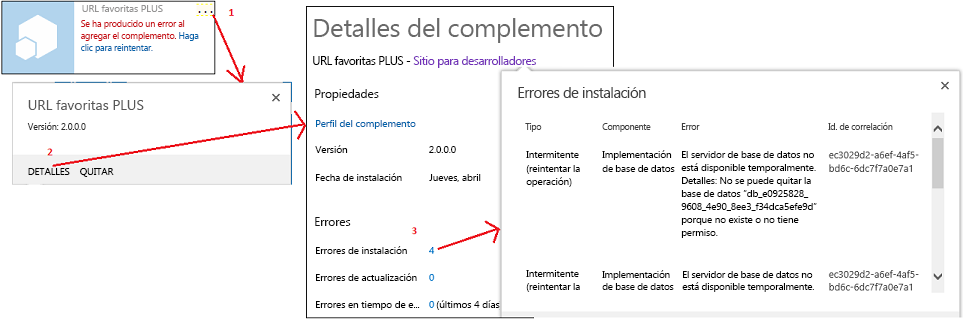 URL favoritas PLUS
...
1
Se ha producido un error al
agregar el complemento. Haga
clic para reintentar.
URL favoritas PLUS
Versión: 2.0.0.0
2
DETALLES QUITAR
Detalles del complemento
URL favoritas PLUS - Sitio para desarrolladores
Propiedades
Perfil del complemento
Versión 2.0.0.0
Fecha de instalación Jueves, abril
Errores
3
Errores de instalación 4
Errores de actualización 0
Errores en tiempo de e... 0 (últimos 4 días
Errores de instalación
Tipo Componente Error Id. de correlación
Intermitente
(reintentar la
operación)
Implementación
de base de datos
El servidor de base de datos no
está disponible temporalmente.
Detalles: No se puede quitar la
base de datos "db_e0925828_
9608_4e90_8ee3_f34dca5efe9d"
porque no existe o no tiene
permiso.
ec3029d2-a6ef-4af5-
bd6c-6dc7f7a0e7a1
Intermitente
(reintentar la
Implementación
de base de datos
El servidor de base de datos no
está disponible temporalmente.
ec3029d2-a6ef-4af5-
bd6c-6dc7f7a0e7a1